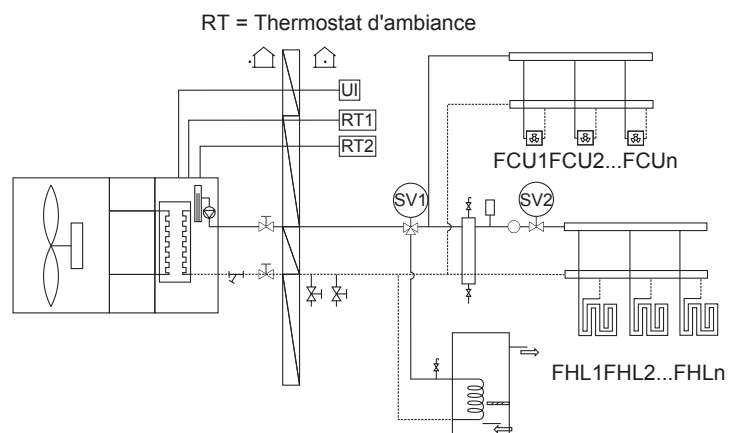 RT = Thermostat d'ambiance
UI
RT1
RT2
FCU1FCU2...FCUn
SV1
SV2
FHL1FHL2...FHLn